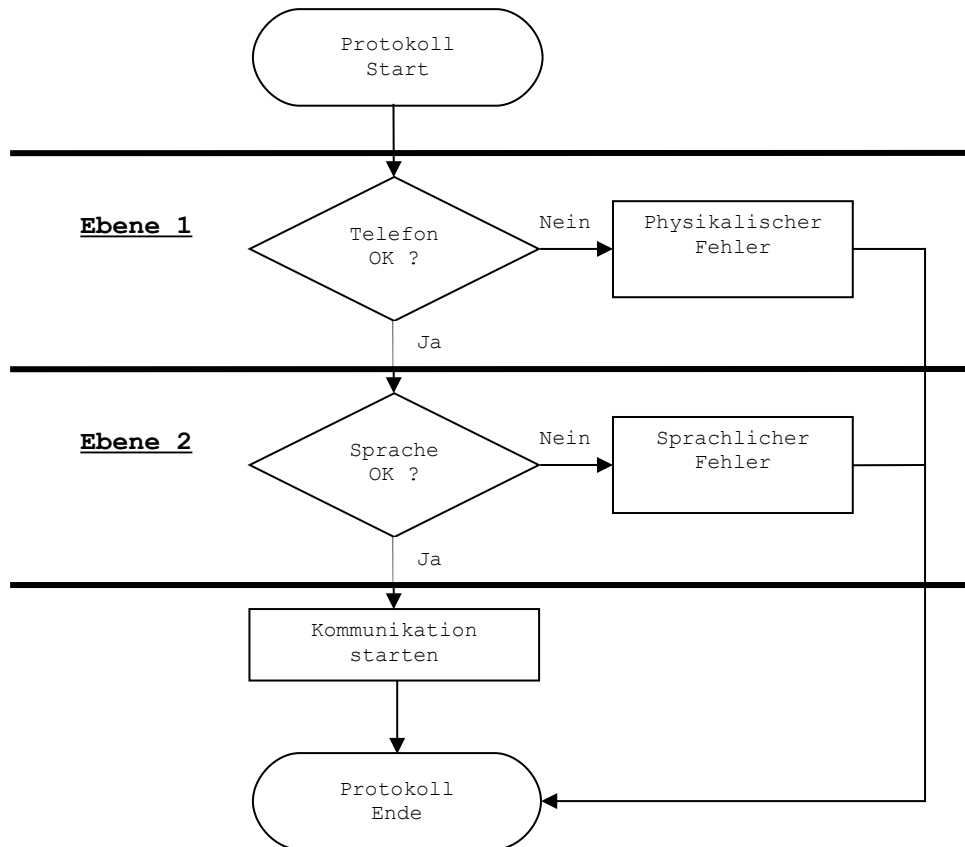 Protokoll
Start
Ebene 1
Telefon
OK ?
Nein
Physikalischer
Fehler
Ja
Ebene 2
Sprache
OK ?
Nein
Sprachlicher
Fehler
Ja
Kommunikation
starten
Protokoll
Ende